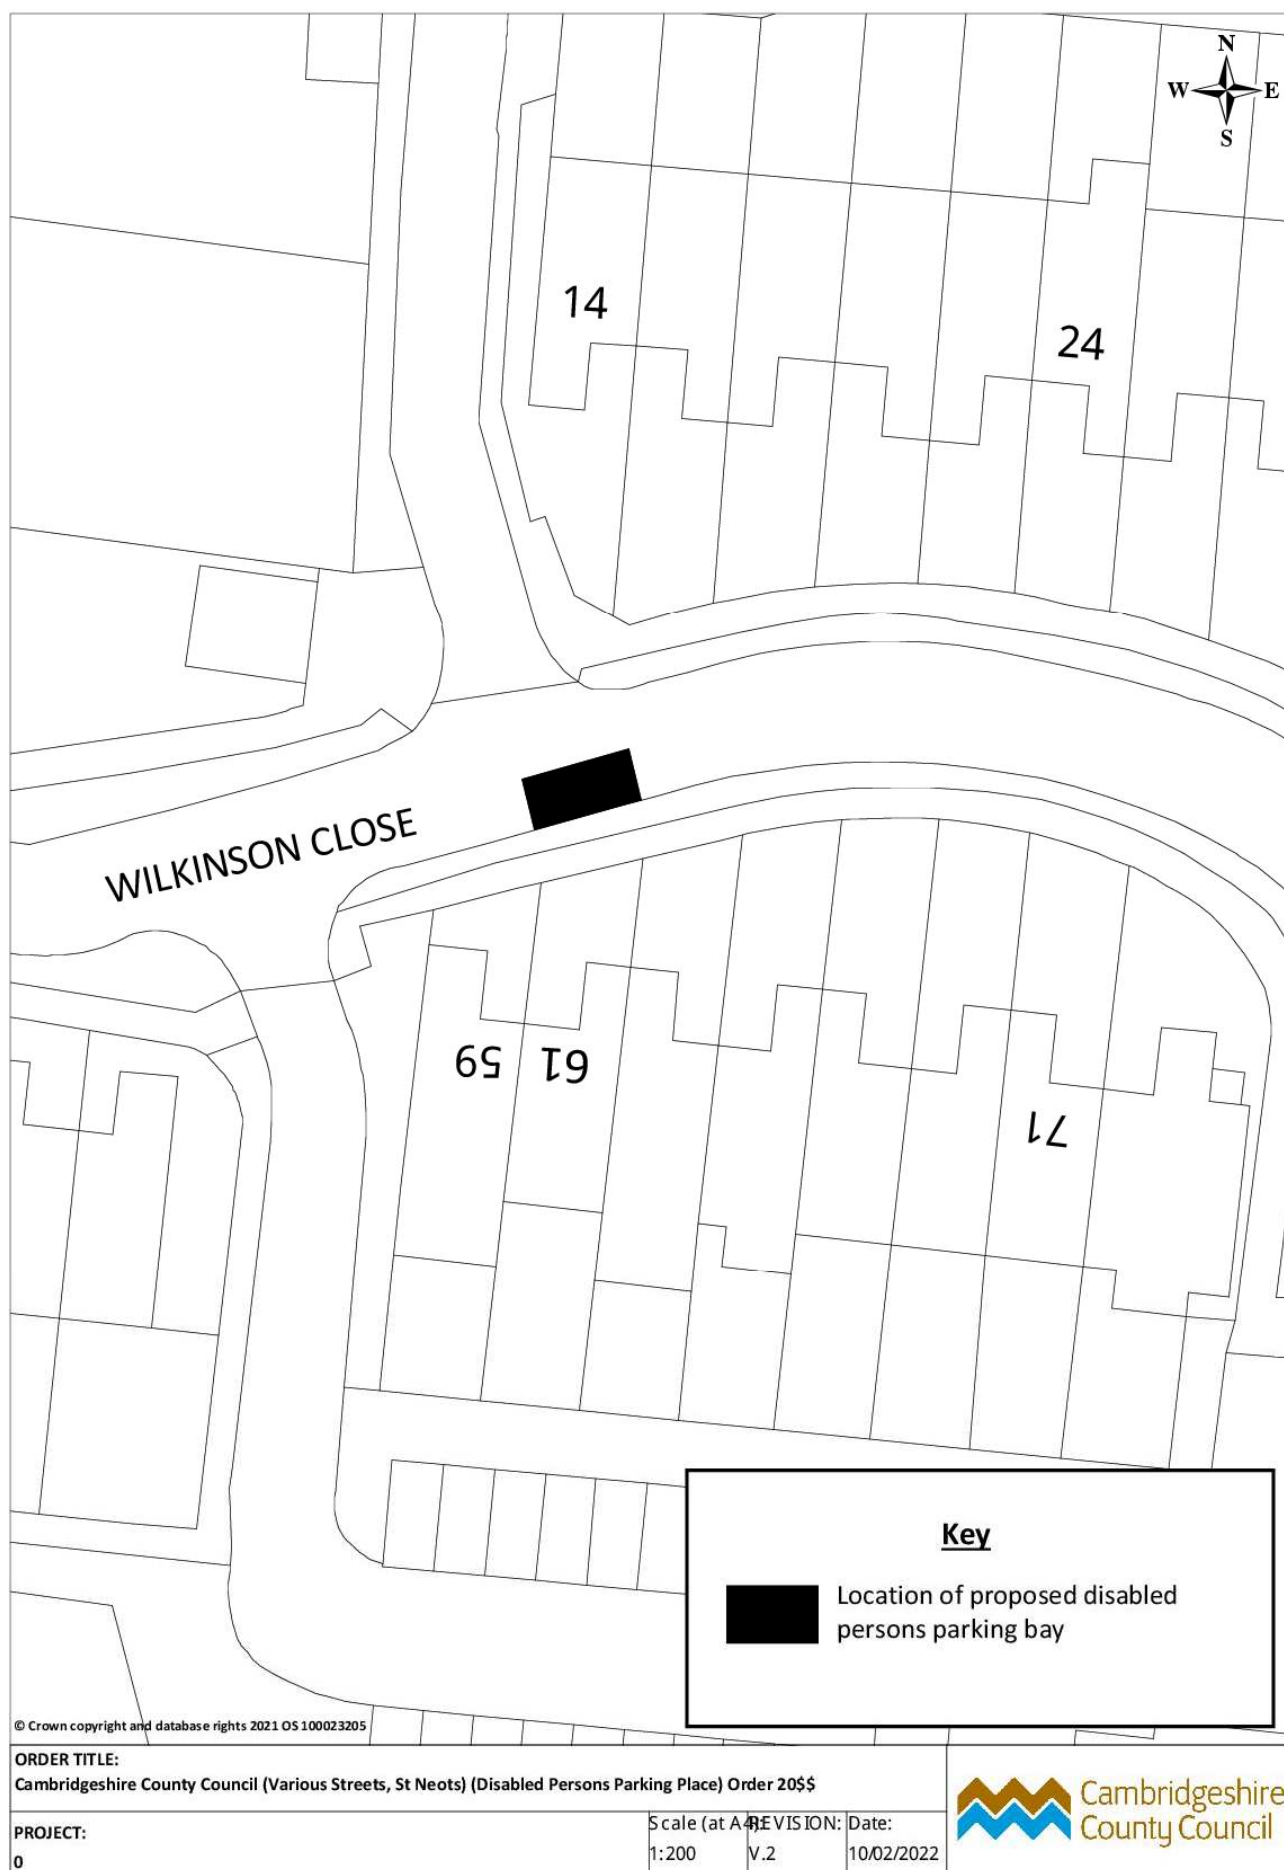 N
W E
S
14
24
WILKINSON CLOSE
59
61
71
Key
Location of proposed disabled
persons parking bay
© Crown copyright and database rights 2021 OS 100023205
ORDER TITLE:
Cambridgeshire County Council (Various Streets, St Neots) (Disabled Persons Parking Place) Order 20$$
PROJECT:
0
Scale (at A4):
1:200
REVISION:
V.2
Date:
10/02/2022
Cambridgeshire
County Council